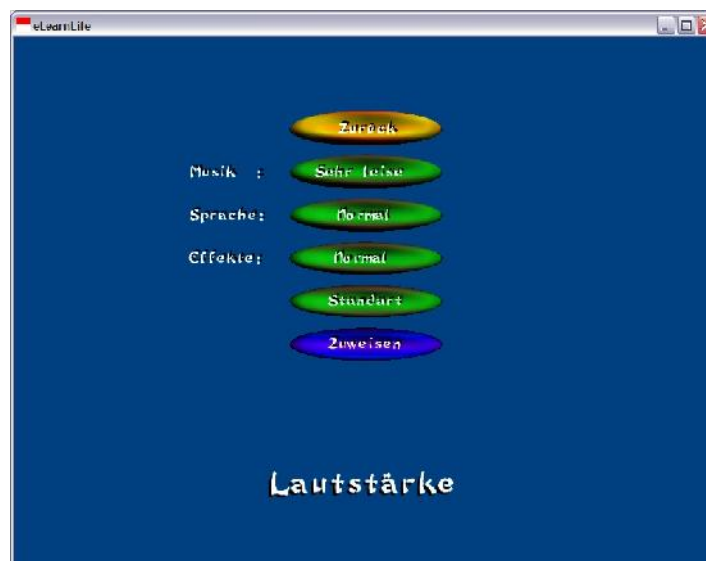 eLearnLife
Zurück
Musik : Sehr leise
Sprache: Normal
Effekte: Normal
Standart
Zuweisen
Lautstärke